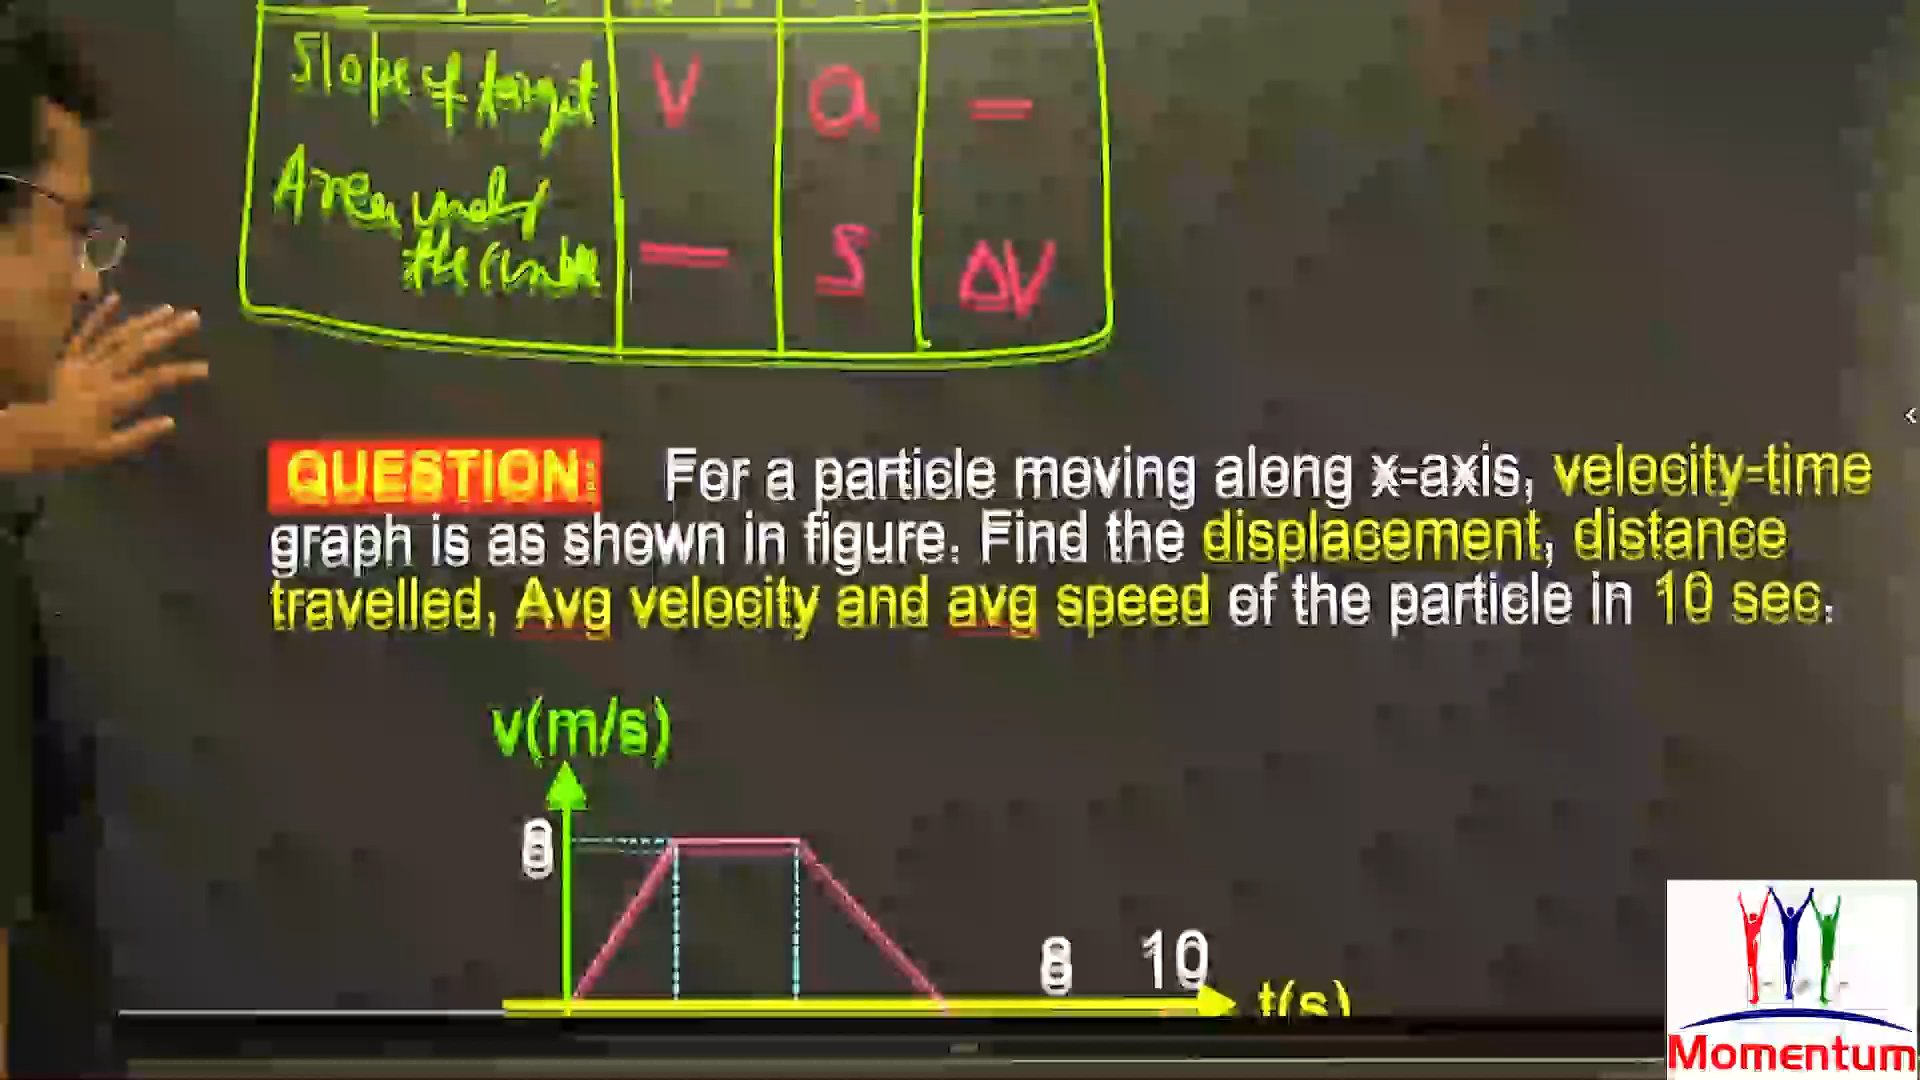 Slope of tangent V a =
Area under
the curve — S ΔV
QUESTION: For a particle moving along x-axis, velocity-time
graph is as shown in figure. Find the displacement, distance
travelled, Avg velocity and avg speed of the particle in 10 sec.
v(m/s)
8
8 10
t(s)
Momentum